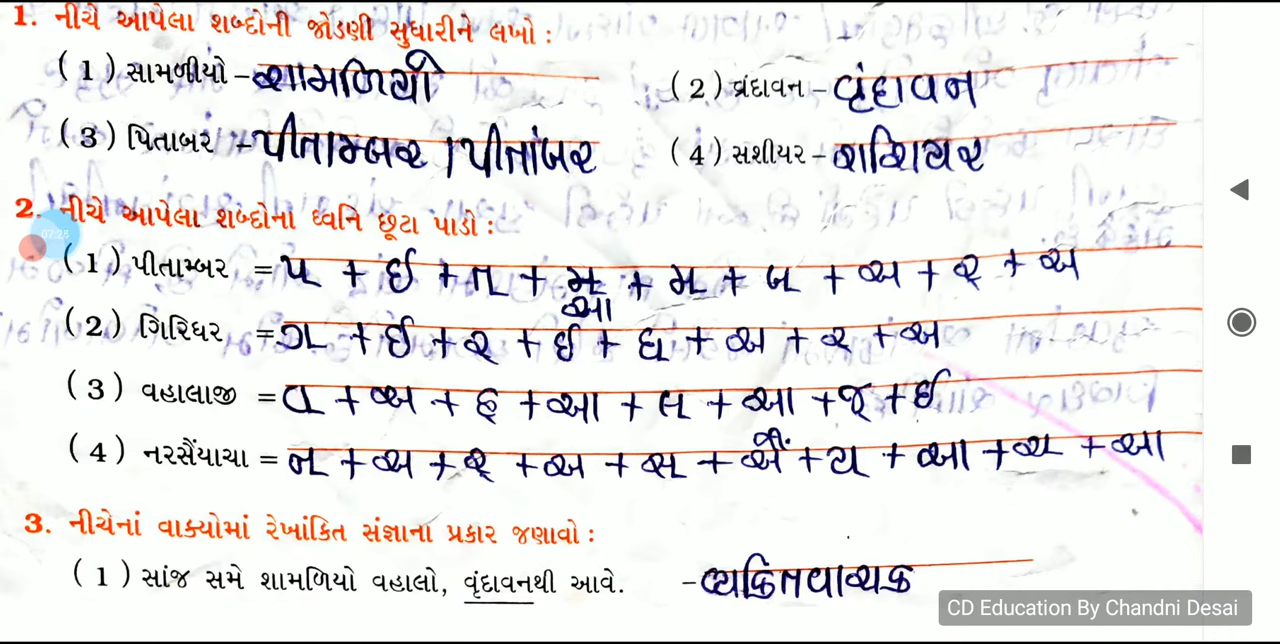 1. નીચે આપેલા શબ્દોની જોડણી સુધારીને લખો :
(1) સામળીયો – શામળિયો (2) વ્રંદાવન – વૃંદાવન
(3) પિતાબર – પીતામ્બર / પીતાંબર (4) સશીયર – શશિયર
2. નીચે આપેલા શબ્દોના ધ્વનિ છૂટા પાડો :
07:25
(1) પીતામ્બર = પ્ + ઈ + ત્ + આ + મ્ + બ્ + અ + ર્ + અ
(2) ગિરિધર = ગ્ + ઈ + ર્ + ઈ + ધ્ + અ + ર્ + અ
(3) વહાલાજી = વ્ + અ + હ્ + આ + લ્ + આ + જ્ + ઈ
(4) નરસૈંયાચા = ન્ + અ + ર્ + અ + સ્ + ઐં + ય્ + આ + ચ્ + આ
3. નીચેનાં વાક્યોમાં રેખાંકિત સંજ્ઞાના પ્રકાર જણાવો :
(1) સાંજ સમે શામળિયો વહાલો, વૃંદાવનથી આવે. – વ્યક્તિવાચક
CD Education By Chandni Desai